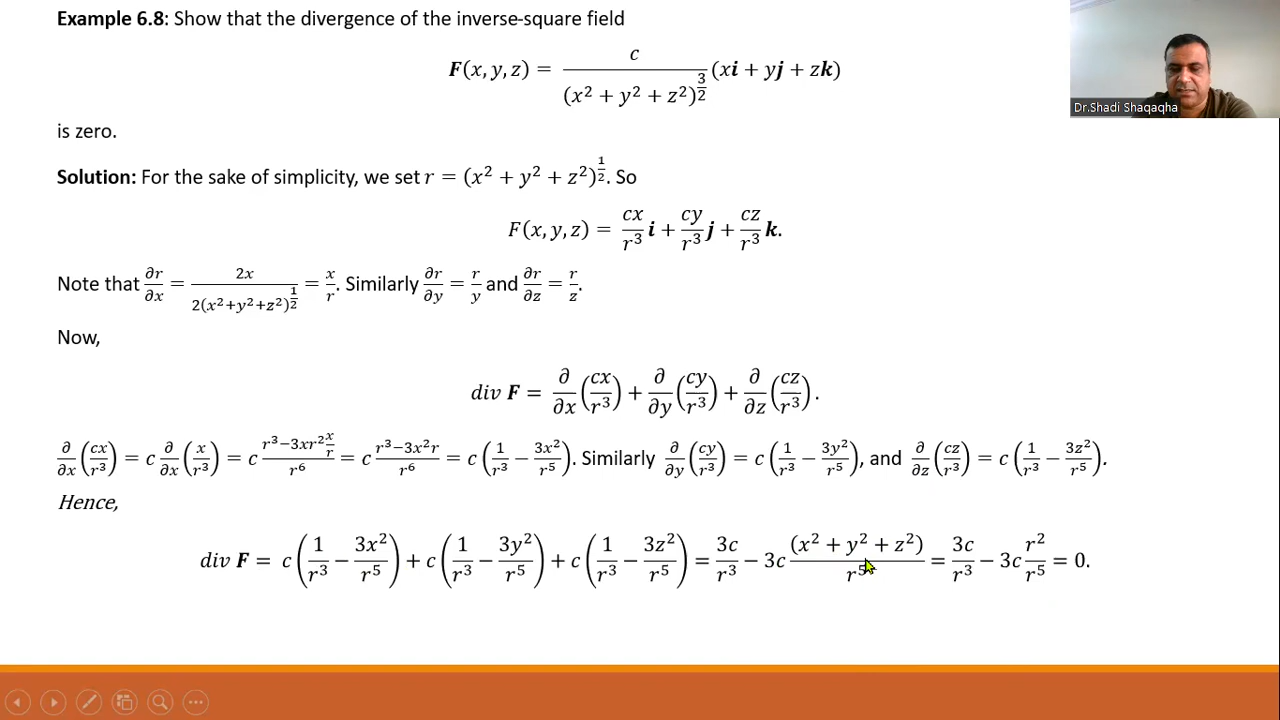 Example 6.8: Show that the divergence of the inverse-square field
F(x, y, z) = c / (x² + y² + z²)^(3/2) (xi + yj + zk)
is zero.
Dr.Shadi Shaqaqha
Solution: For the sake of simplicity, we set r = (x² + y² + z²)^(1/2). So
F(x, y, z) = cx/r³ i + cy/r³ j + cz/r³ k.
Note that ∂r/∂x = 2x / 2(x²+y²+z²)^(1/2) = x/r. Similarly ∂r/∂y = r/y and ∂r/∂z = r/z.
Now,
div F = ∂/∂x (cx/r³) + ∂/∂y (cy/r³) + ∂/∂z (cz/r³).
∂/∂x (cx/r³) = c ∂/∂x (x/r³) = c (r³−3xr² x/r) / r⁶ = c (r³−3x²r) / r⁶ = c (1/r³ − 3x²/r⁵). Similarly ∂/∂y (cy/r³) = c (1/r³ − 3y²/r⁵), and ∂/∂z (cz/r³) = c (1/r³ − 3z²/r⁵).
Hence,
div F = c (1/r³ − 3x²/r⁵) + c (1/r³ − 3y²/r⁵) + c (1/r³ − 3z²/r⁵) = 3c/r³ − 3c (x² + y² + z²)/r⁵ = 3c/r³ − 3c r²/r⁵ = 0.